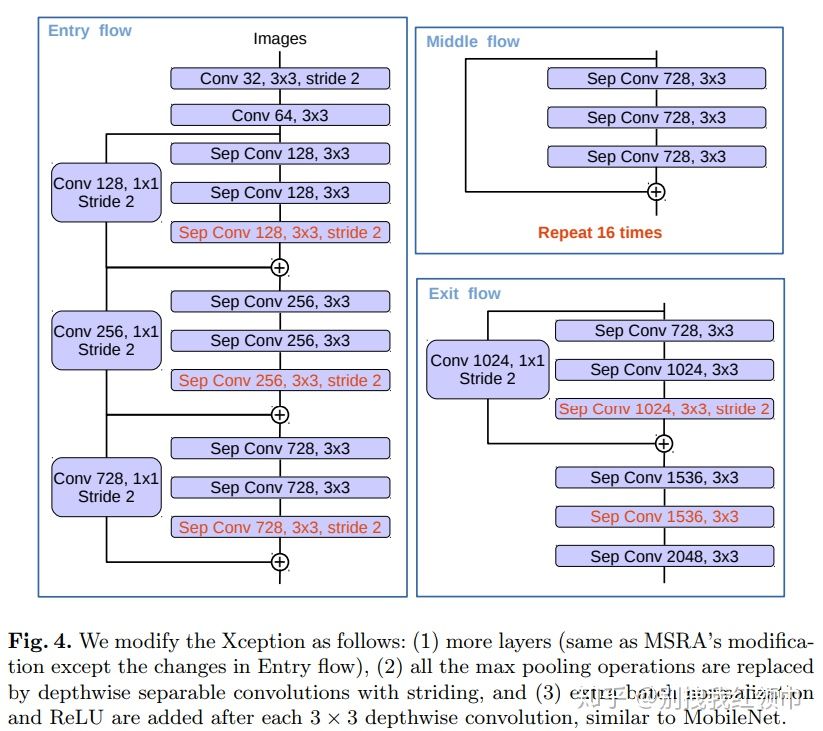 Entry flow
Images
Conv 32, 3x3, stride 2
Conv 64, 3x3
Sep Conv 128, 3x3
Conv 128, 1x1
Stride 2
Sep Conv 128, 3x3
Sep Conv 128, 3x3, stride 2
Sep Conv 256, 3x3
Conv 256, 1x1
Stride 2
Sep Conv 256, 3x3
Sep Conv 256, 3x3, stride 2
Sep Conv 728, 3x3
Conv 728, 1x1
Stride 2
Sep Conv 728, 3x3
Sep Conv 728, 3x3, stride 2
Middle flow
Sep Conv 728, 3x3
Sep Conv 728, 3x3
Sep Conv 728, 3x3
Repeat 16 times
Exit flow
Sep Conv 728, 3x3
Conv 1024, 1x1
Stride 2
Sep Conv 1024, 3x3
Sep Conv 1024, 3x3, stride 2
Sep Conv 1536, 3x3
Sep Conv 1536, 3x3
Sep Conv 2048, 3x3
Fig. 4. We modify the Xception as follows: (1) more layers (same as MSRA's modifica-
tion except the changes in Entry flow), (2) all the max pooling operations are replaced
by depthwise separable convolutions with striding, and (3) extra batch normalization
and ReLU are added after each 3 × 3 depthwise convolution, similar to MobileNet.
知乎 @别拽我红领巾